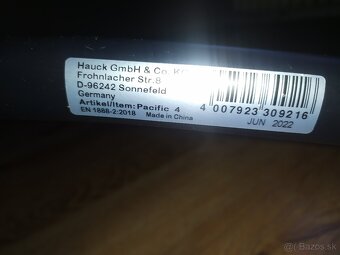 Hauck GmbH & Co. KG
Frohnlacher Str.8
D-96242 Sonnefeld
Germany
Artikel/Item: Pacific 4
EN 1888-2:2018
Made in China
4 007923 309216
JUN 2022
© Bazos.sk